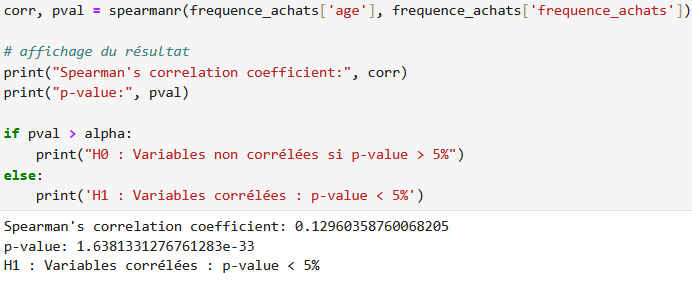 corr, pval = spearmanr(frequence_achats['age'], frequence_achats['frequence_achats'])
# affichage du résultat
print("Spearman's correlation coefficient:", corr)
print("p-value:", pval)
if pval > alpha:
    print("H0 : Variables non corrélées si p-value > 5%")
else:
    print('H1 : Variables corrélées : p-value < 5%')
Spearman's correlation coefficient: 0.12960358760068205
p-value: 1.6381331276761283e-33
H1 : Variables corrélées : p-value < 5%